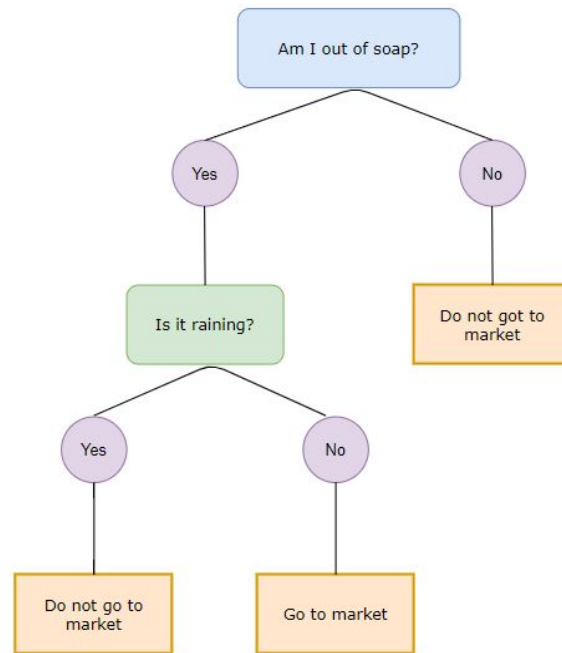 Am I out of soap?
Yes
No
Is it raining?
Do not got to
market
Yes
No
Do not go to
market
Go to market